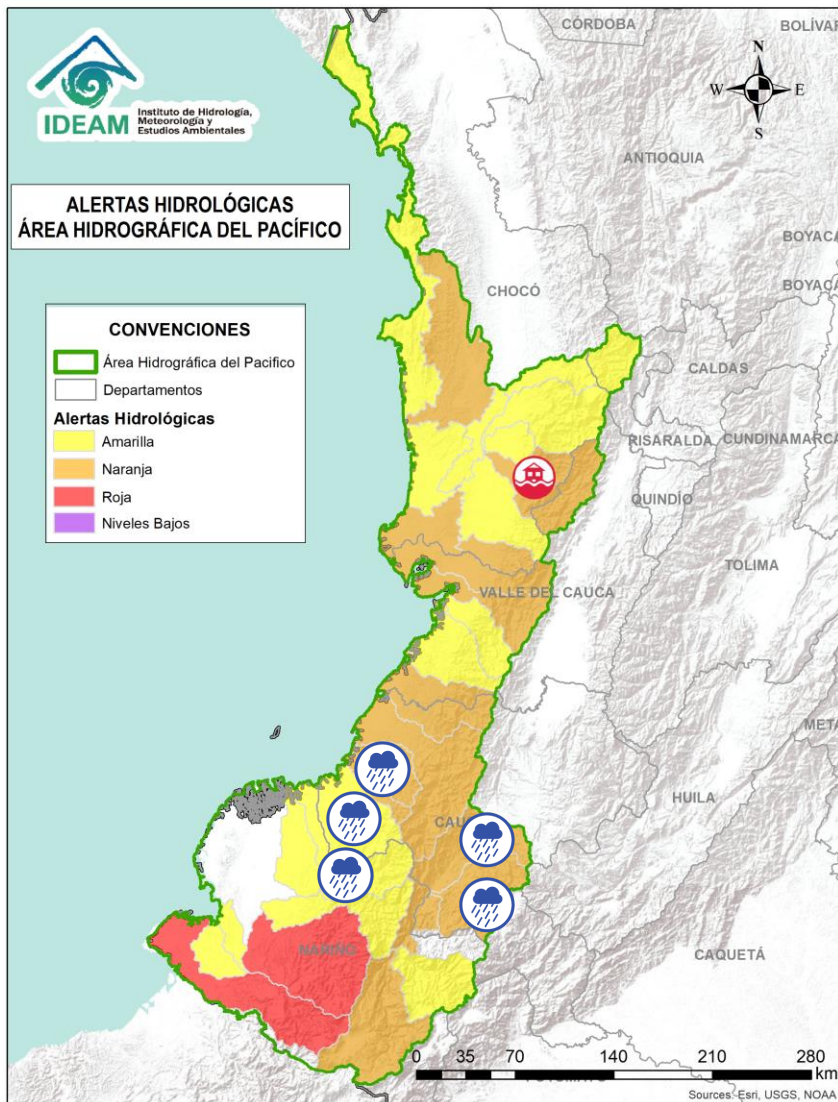 CÓRDOBA
BOLÍVAR
IDEAM
Instituto de Hidrología,
Meteorología y
Estudios Ambientales
N
W
E
S
ANTIOQUIA
ALERTAS HIDROLÓGICAS
ÁREA HIDROGRÁFICA DEL PACÍFICO
BOYACÁ
BOYACÁ
CHOCÓ
CONVENCIONES
Área Hidrográfica del Pacifico
Departamentos
Alertas Hidrológicas
Amarilla
Naranja
Roja
Niveles Bajos
CALDAS
RISARALDA
CUNDINAMARCA
QUINDÍO
TOLIMA
VALLE DEL CAUCA
META
HUILA
CAU
NARIÑO
CAQUETÁ
0 35 70 140 210 280
km
Sources: Esri, USGS, NOAA